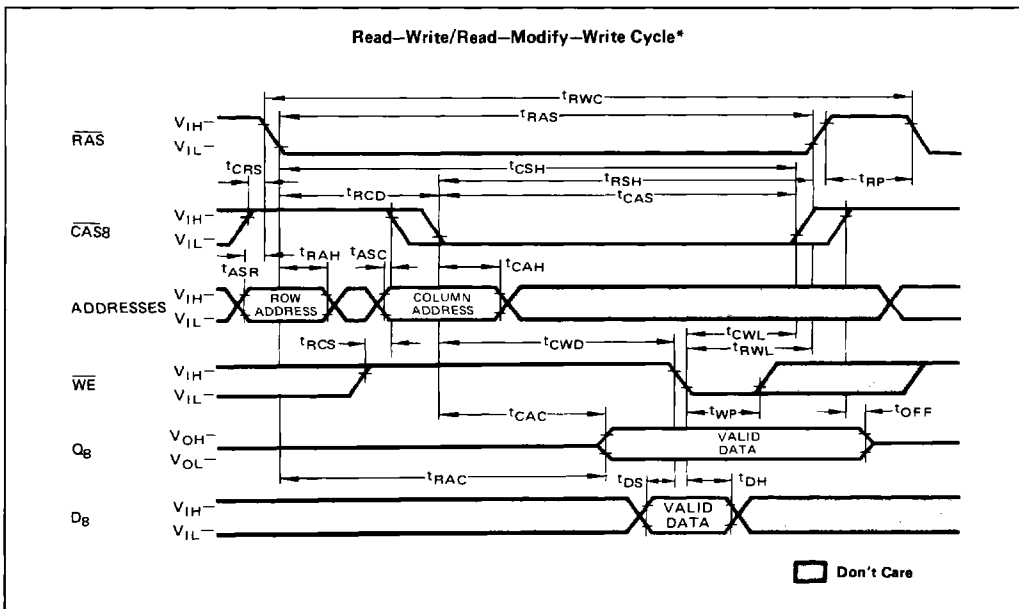 Read–Write/Read–Modify–Write Cycle*
tRWC
tRAS
RAS
VIH–
VIL–
tCRS
tCSH
tRSH
tRP
tRCD
tCAS
CAS8
VIH–
VIL–
tASR
tRAH
tASC
tCAH
ADDRESSES
VIH–
VIL–
ROW
ADDRESS
COLUMN
ADDRESS
tRCS
tCWD
tCWL
tRWL
WE
VIH–
VIL–
tCAC
tWP
tOFF
Q8
VOH–
VOL–
VALID
DATA
tRAC
tDS
tDH
D8
VIH–
VIL–
VALID
DATA
Don't Care